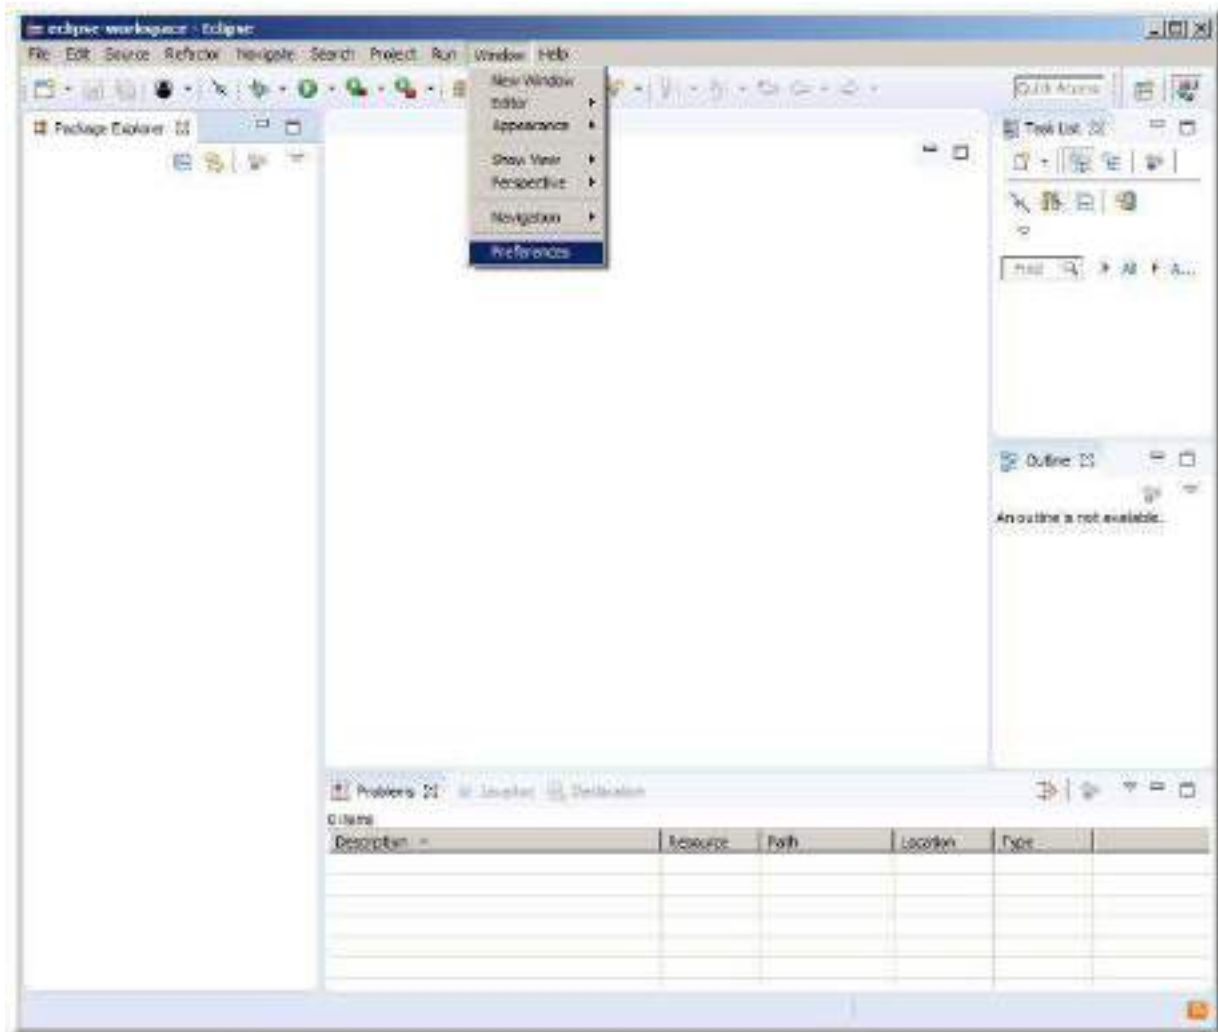 eclipse-workspace - Eclipse
File Edit Source Refactor Navigate Search Project Run Window Help
New Window
Editor
Appearance
Show View
Perspective
Navigation
Preferences
Quick Access
Package Explorer
Task List
Find All A...
Outline
An outline is not available.
Problems Javadoc Declaration
0 items
Description Resource Path Location Type